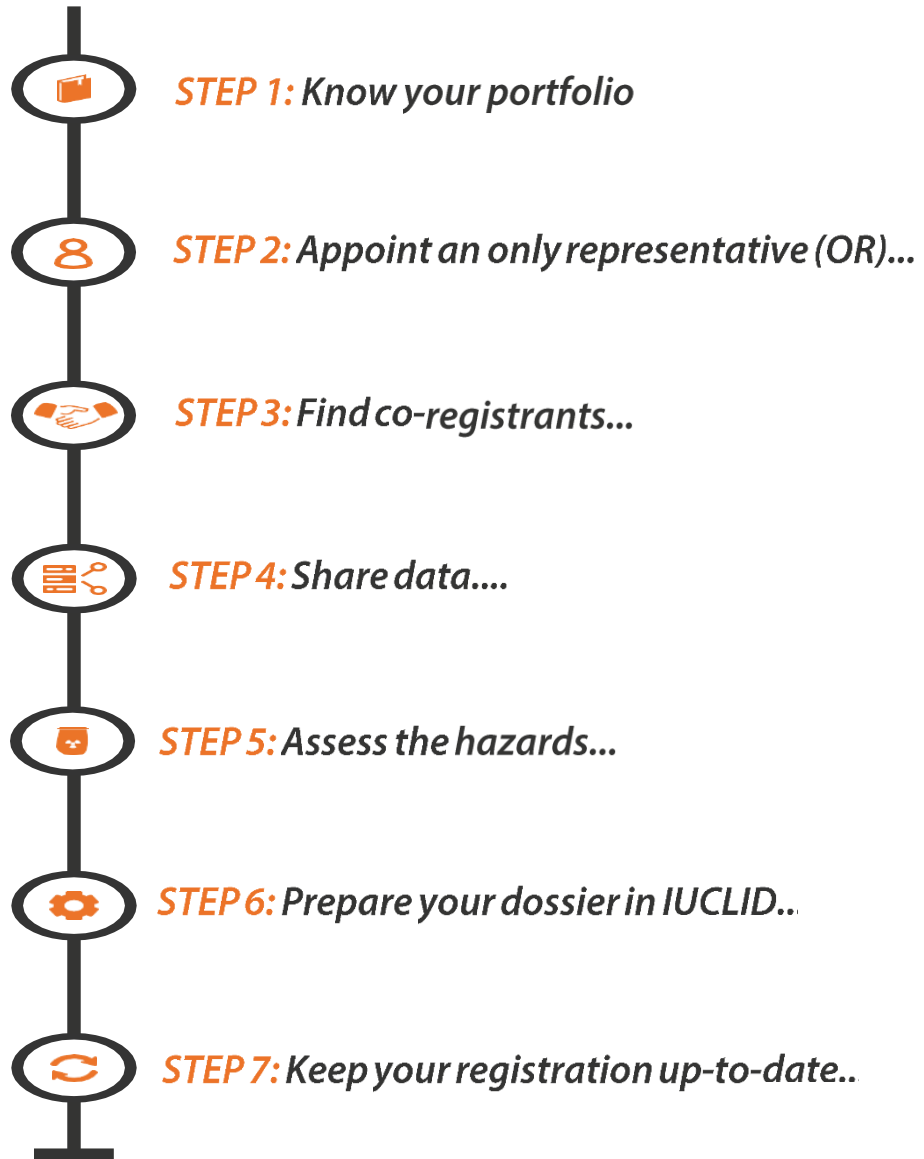 STEP 1: Know your portfolio
STEP 2: Appoint an only representative (OR)...
STEP 3: Find co-registrants...
STEP 4: Share data....
STEP 5: Assess the hazards...
STEP 6: Prepare your dossier in IUCLID...
STEP 7: Keep your registration up-to-date...